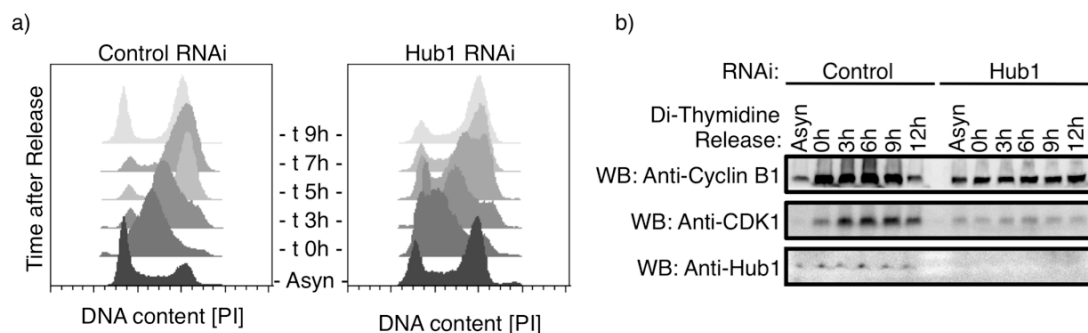 a)
Control RNAi
Hub1 RNAi
Time after Release
- t 9h -
- t 7h -
- t 5h -
- t 3h -
- t 0h -
- Asyn -
DNA content [PI]
DNA content [PI]
b)
RNAi: Control Hub1
Di-Thymidine Release: Asyn 0h 3h 6h 9h 12h Asyn 0h 3h 6h 9h 12h
WB: Anti-Cyclin B1
WB: Anti-CDK1
WB: Anti-Hub1